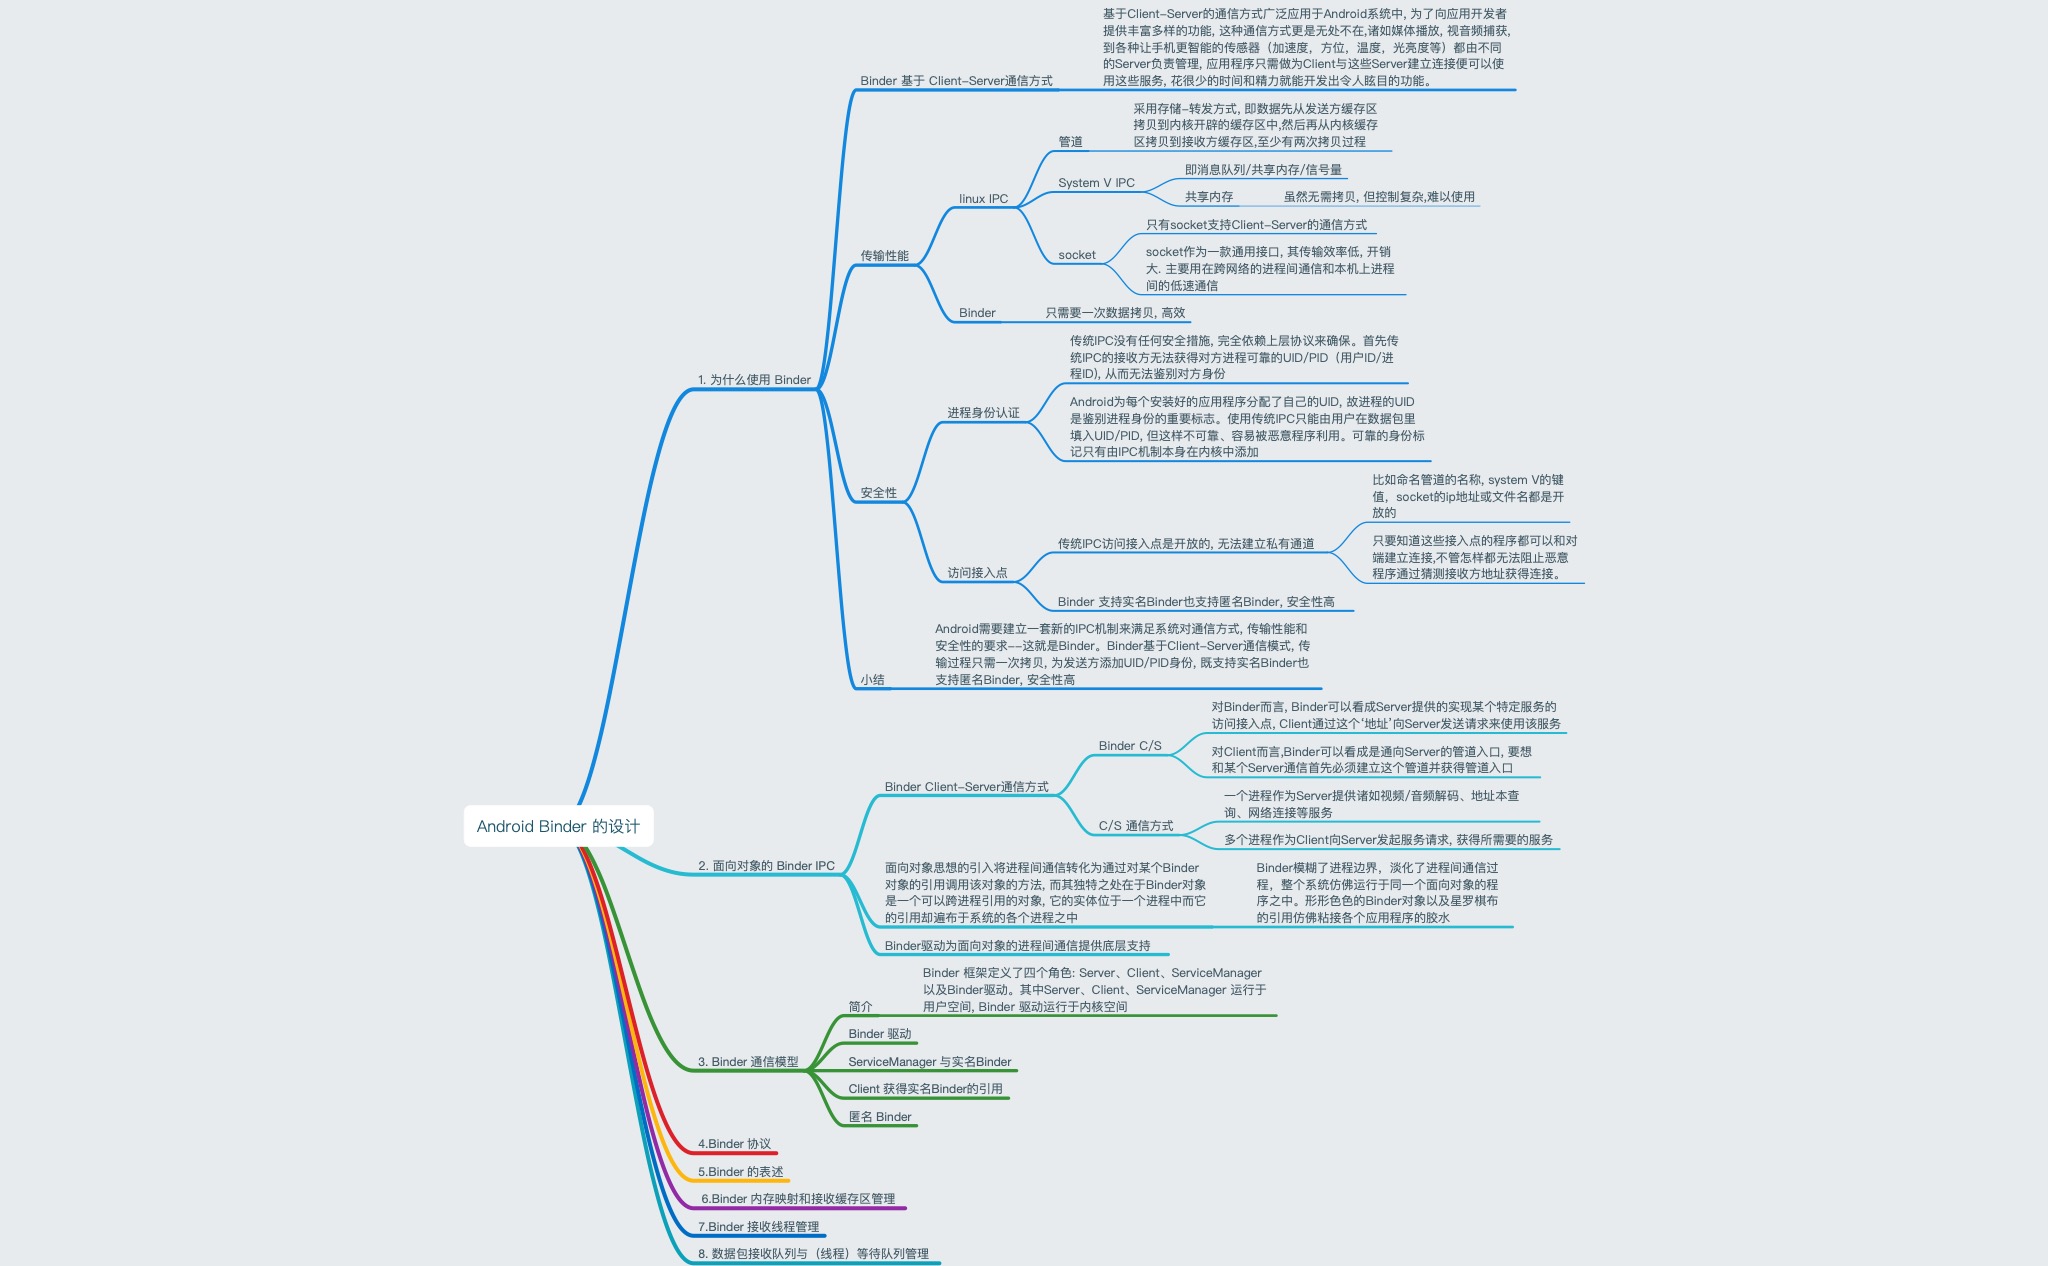 Android Binder 的设计
1. 为什么使用 Binder
Binder 基于 Client-Server通信方式
基于Client-Server的通信方式广泛应用于Android系统中, 为了向应用开发者
提供丰富多样的功能, 这种通信方式更是无处不在,诸如媒体播放, 视音频捕获,
到各种让手机更智能的传感器（加速度，方位，温度，光亮度等）都由不同
的Server负责管理, 应用程序只需做为Client与这些Server建立连接便可以使
用这些服务, 花很少的时间和精力就能开发出令人眩目的功能。
传输性能
linux IPC
管道
采用存储-转发方式, 即数据先从发送方缓存区
拷贝到内核开辟的缓存区中,然后再从内核缓存
区拷贝到接收方缓存区,至少有两次拷贝过程
System V IPC
即消息队列/共享内存/信号量
共享内存
虽然无需拷贝, 但控制复杂,难以使用
socket
只有socket支持Client-Server的通信方式
socket作为一款通用接口, 其传输效率低, 开销
大. 主要用在跨网络的进程间通信和本机上进程
间的低速通信
Binder
只需要一次数据拷贝, 高效
安全性
进程身份认证
传统IPC没有任何安全措施, 完全依赖上层协议来确保。首先传
统IPC的接收方无法获得对方进程可靠的UID/PID（用户ID/进
程ID), 从而无法鉴别对方身份
Android为每个安装好的应用程序分配了自己的UID, 故进程的UID
是鉴别进程身份的重要标志。使用传统IPC只能由用户在数据包里
填入UID/PID, 但这样不可靠、容易被恶意程序利用。可靠的身份标
记只有由IPC机制本身在内核中添加
访问接入点
传统IPC访问接入点是开放的, 无法建立私有通道
比如命名管道的名称, system V的键
值，socket的ip地址或文件名都是开
放的
只要知道这些接入点的程序都可以和对
端建立连接,不管怎样都无法阻止恶意
程序通过猜测接收方地址获得连接。
Binder 支持实名Binder也支持匿名Binder, 安全性高
小结
Android需要建立一套新的IPC机制来满足系统对通信方式, 传输性能和
安全性的要求--这就是Binder。Binder基于Client-Server通信模式, 传
输过程只需一次拷贝, 为发送方添加UID/PID身份, 既支持实名Binder也
支持匿名Binder, 安全性高
2. 面向对象的 Binder IPC
Binder Client-Server通信方式
Binder C/S
对Binder而言, Binder可以看成Server提供的实现某个特定服务的
访问接入点, Client通过这个‘地址’向Server发送请求来使用该服务
对Client而言,Binder可以看成是通向Server的管道入口, 要想
和某个Server通信首先必须建立这个管道并获得管道入口
C/S 通信方式
一个进程作为Server提供诸如视频/音频解码、地址本查
询、网络连接等服务
多个进程作为Client向Server发起服务请求, 获得所需要的服务
面向对象思想的引入将进程间通信转化为通过对某个Binder
对象的引用调用该对象的方法, 而其独特之处在于Binder对象
是一个可以跨进程引用的对象, 它的实体位于一个进程中而它
的引用却遍布于系统的各个进程之中
Binder模糊了进程边界，淡化了进程间通信过
程，整个系统仿佛运行于同一个面向对象的程
序之中。形形色色的Binder对象以及星罗棋布
的引用仿佛粘接各个应用程序的胶水
Binder驱动为面向对象的进程间通信提供底层支持
3. Binder 通信模型
简介
Binder 框架定义了四个角色: Server、Client、ServiceManager
以及Binder驱动。其中Server、Client、ServiceManager 运行于
用户空间, Binder 驱动运行于内核空间
Binder 驱动
ServiceManager 与实名Binder
Client 获得实名Binder的引用
匿名 Binder
4.Binder 协议
5.Binder 的表述
6.Binder 内存映射和接收缓存区管理
7.Binder 接收线程管理
8. 数据包接收队列与（线程）等待队列管理